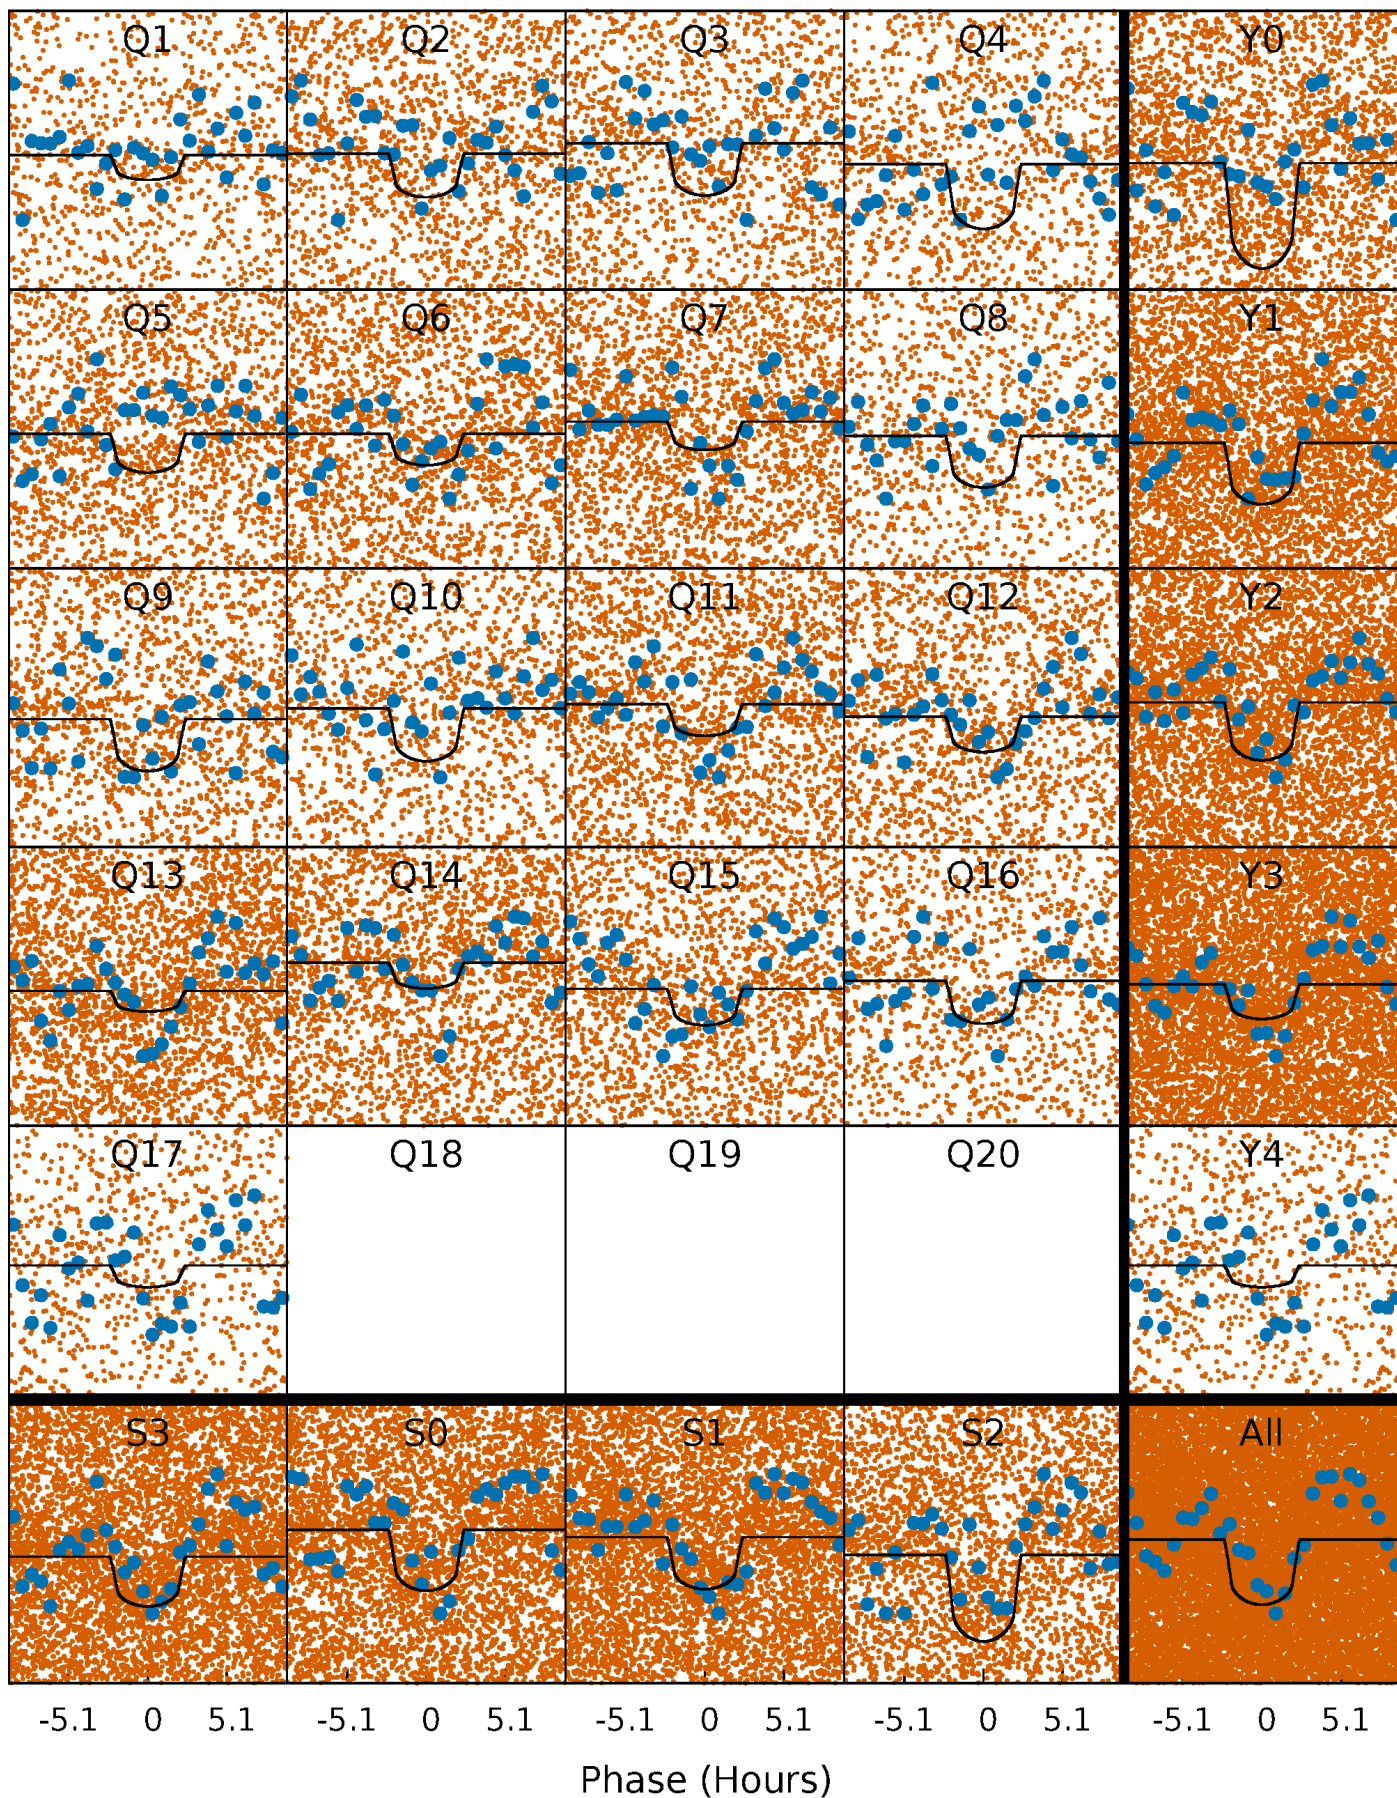 Q1 Q2 Q3 Q4 Y0
Q5 Q6 Q7 Q8 Y1
Q9 Q10 Q11 Q12 Y2
Q13 Q14 Q15 Q16 Y3
Q17 Q18 Q19 Q20 Y4
S3 S0 S1 S2 All
-5.1 0 5.1 -5.1 0 5.1 -5.1 0 5.1 -5.1 0 5.1 -5.1 0 5.1
Phase (Hours)